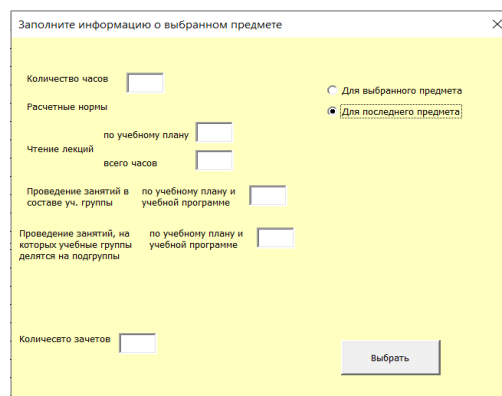 Заполните информацию о выбранном предмете
Количество часов
Для выбранного предмета
Расчетные нормы
Для последнего предмета
по учебному плану
Чтение лекций
всего часов
Проведение занятий в
составе уч. группы
по учебному плану и
учебной программе
Проведение занятий, на
которых учебные группы
делятся на подгруппы
по учебному плану и
учебной программе
Количесвто зачетов
Выбрать